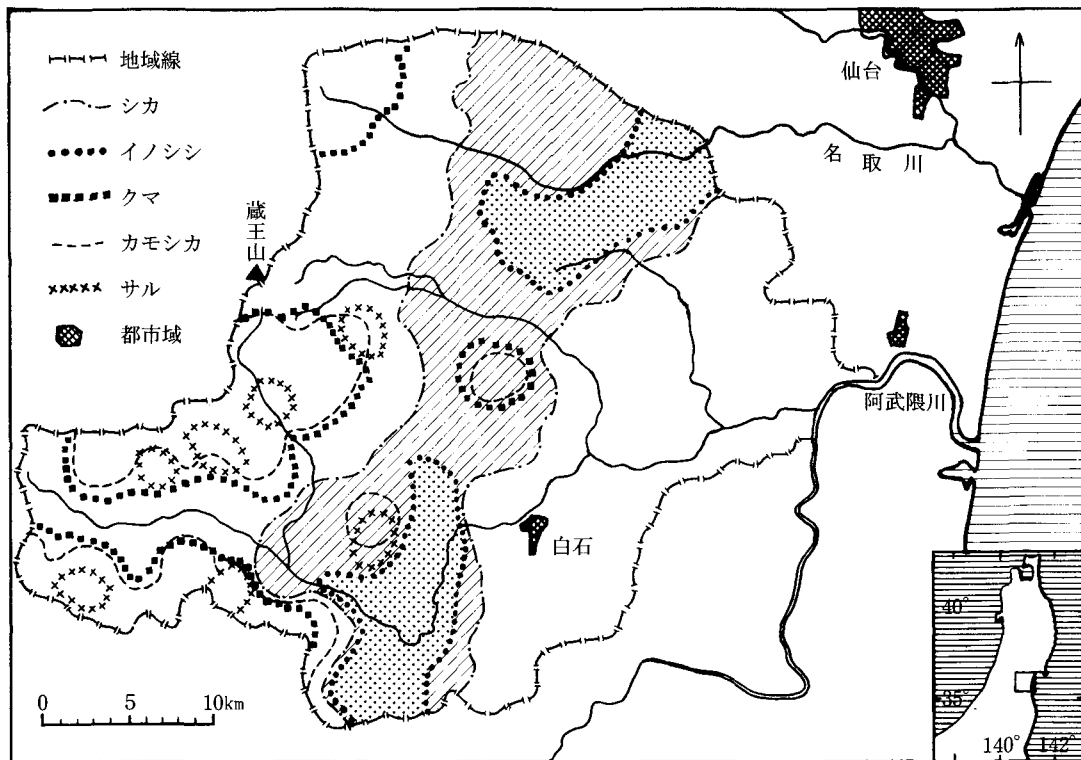 地域線
シカ
イノシシ
クマ
カモシカ
サル
都市域
蔵王山
仙台
名取川
阿武隈川
白石
0 5 10km
40°
35°
140° 142°